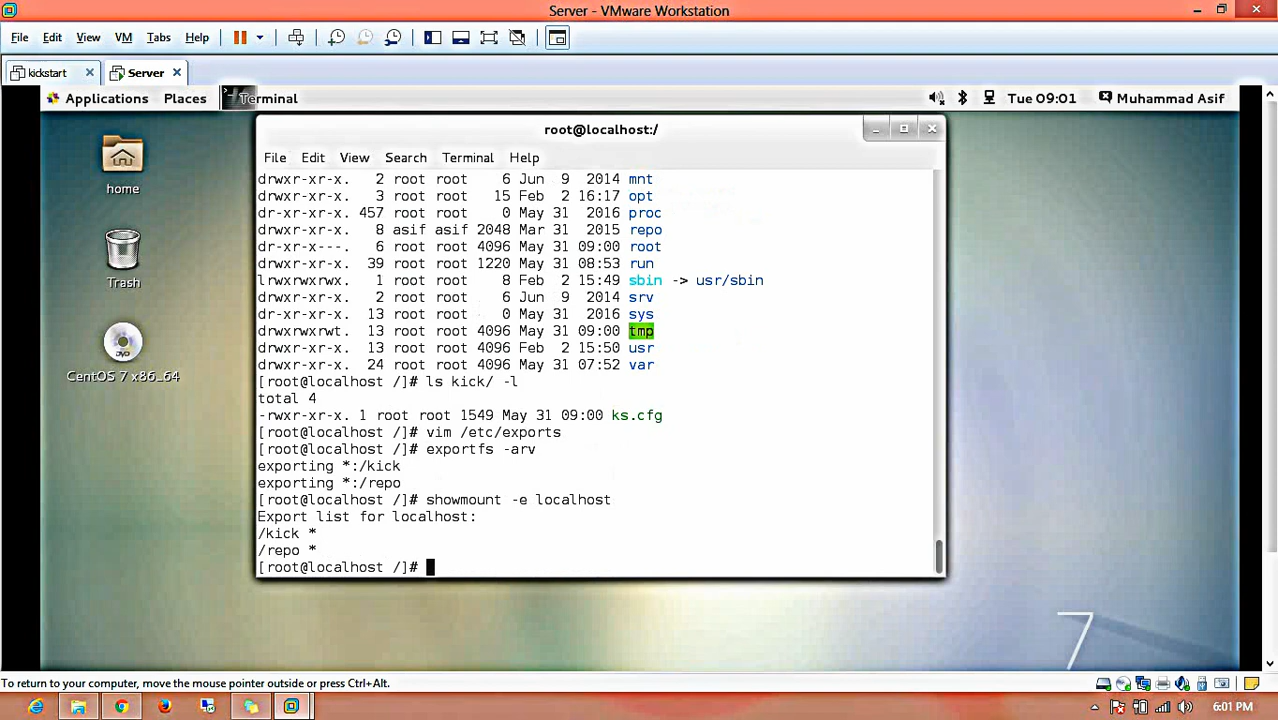 Server - VMware Workstation
File Edit View VM Tabs Help
kickstart Server
Applications Places Terminal Tue 09:01 Muhammad Asif
root@localhost:/
File Edit View Search Terminal Help
drwxr-xr-x. 2 root root 6 Jun 9 2014 mnt
drwxr-xr-x. 3 root root 15 Feb 2 16:17 opt
dr-xr-xr-x. 457 root root 0 May 31 2016 proc
drwxr-xr-x. 8 asif asif 2048 Mar 31 2015 repo
dr-xr-x---. 6 root root 4096 May 31 09:00 root
drwxr-xr-x. 39 root root 1220 May 31 08:53 run
lrwxrwxrwx. 1 root root 8 Feb 2 15:49 sbin -> usr/sbin
drwxr-xr-x. 2 root root 6 Jun 9 2014 srv
dr-xr-xr-x. 13 root root 0 May 31 2016 sys
drwxrwxrwt. 13 root root 4096 May 31 09:00 tmp
drwxr-xr-x. 13 root root 4096 Feb 2 15:50 usr
drwxr-xr-x. 24 root root 4096 May 31 07:52 var
[root@localhost /]# ls kick/ -l
total 4
-rwxr-xr-x. 1 root root 1549 May 31 09:00 ks.cfg
[root@localhost /]# vim /etc/exports
[root@localhost /]# exportfs -arv
exporting *:/kick
exporting *:/repo
[root@localhost /]# showmount -e localhost
Export list for localhost:
/kick *
/repo *
[root@localhost /]#
home
Trash
DVD
CentOS 7 x86_64
7
To return to your computer, move the mouse pointer outside or press Ctrl+Alt.
6:01 PM